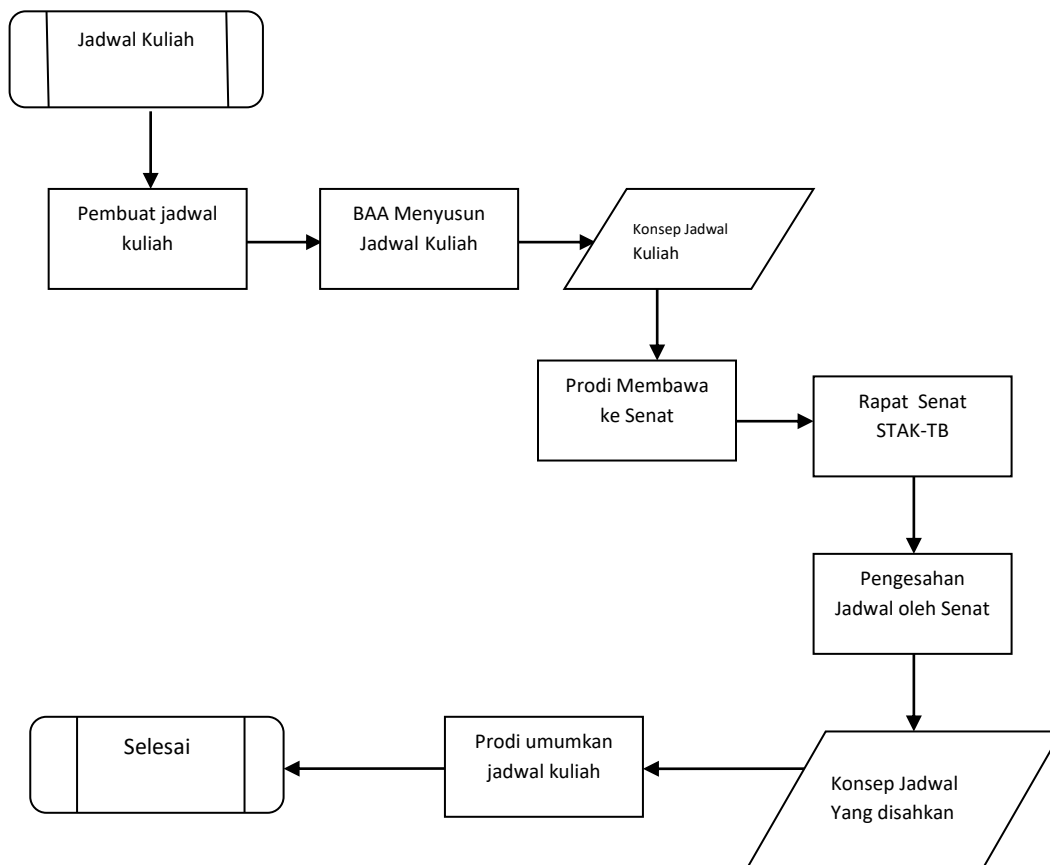 Jadwal Kuliah
Pembuat jadwal
kuliah
BAA Menyusun
Jadwal Kuliah
Konsep Jadwal
Kuliah
Prodi Membawa
ke Senat
Rapat  Senat
STAK-TB
Pengesahan
Jadwal oleh Senat
Konsep Jadwal
Yang disahkan
Prodi umumkan
jadwal kuliah
Selesai